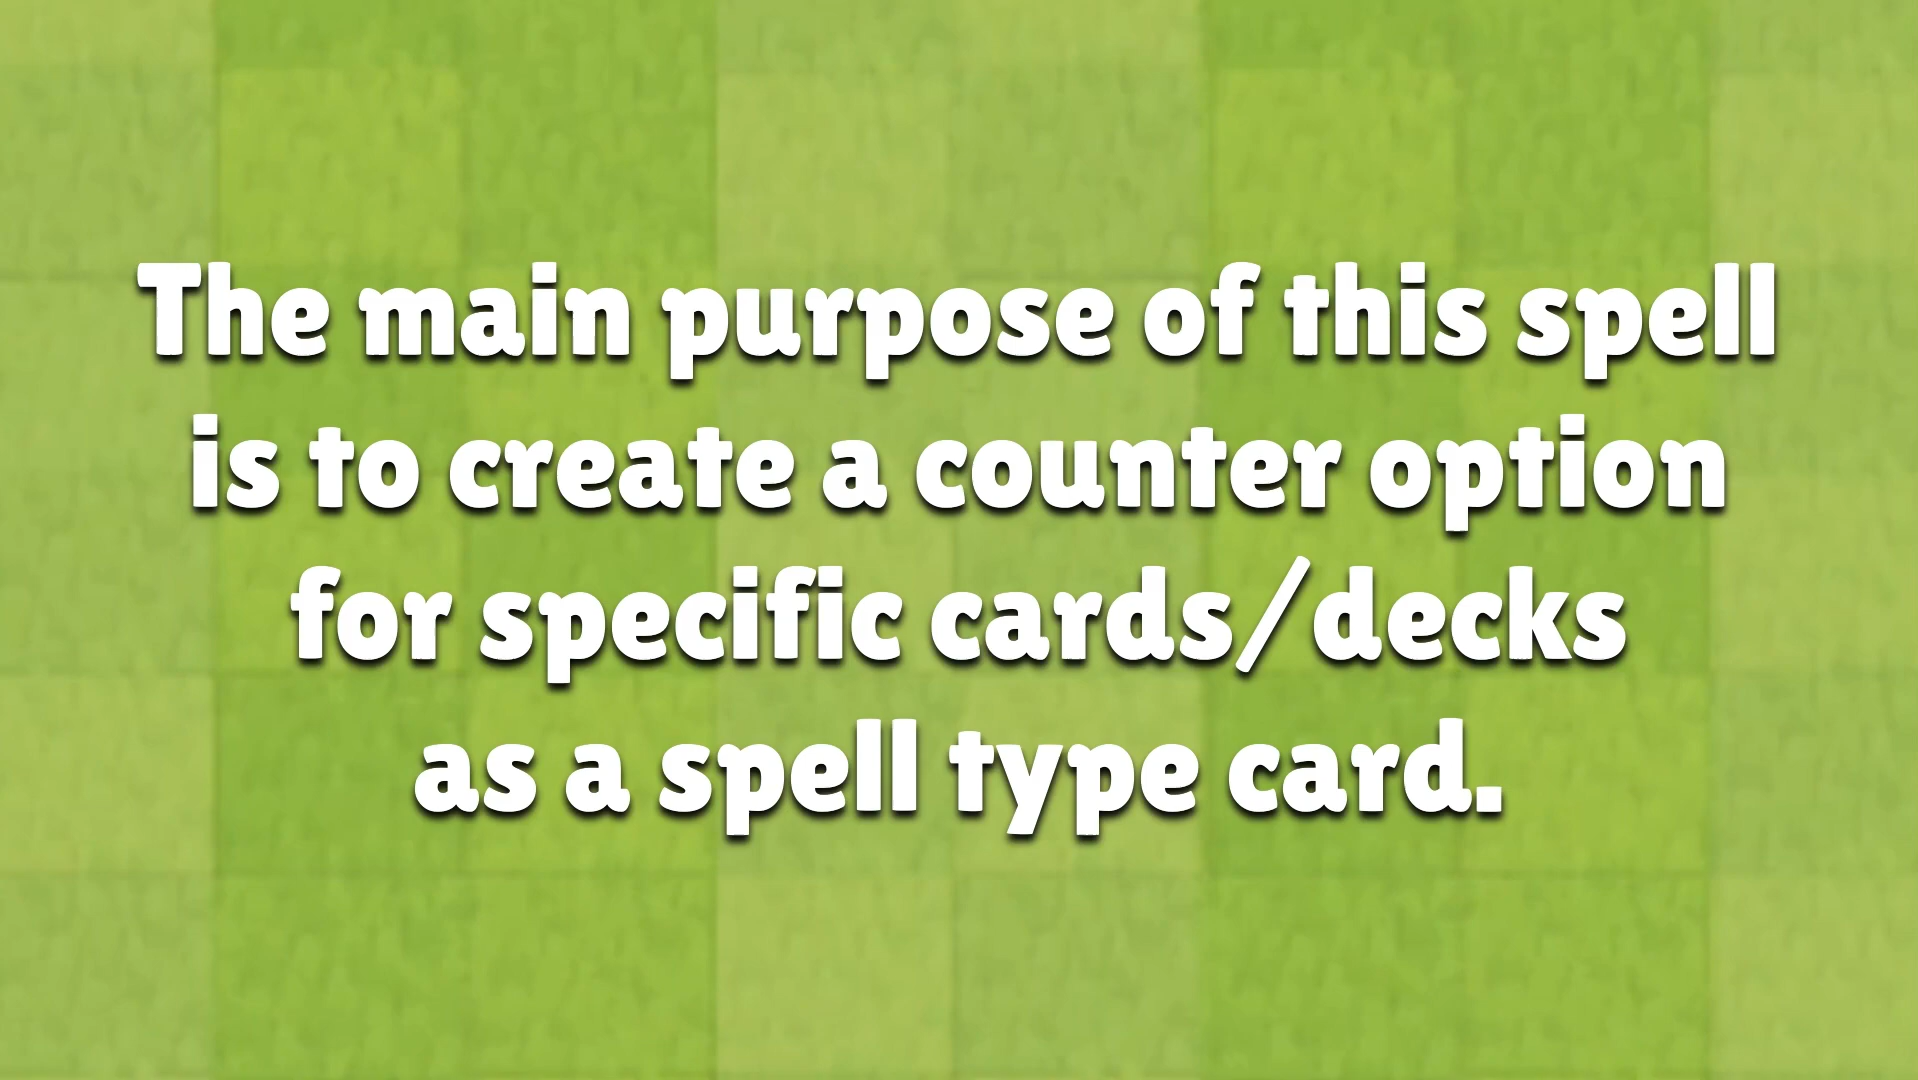 The main purpose of this spell
is to create a counter option
for specific cards/decks
as a spell type card.